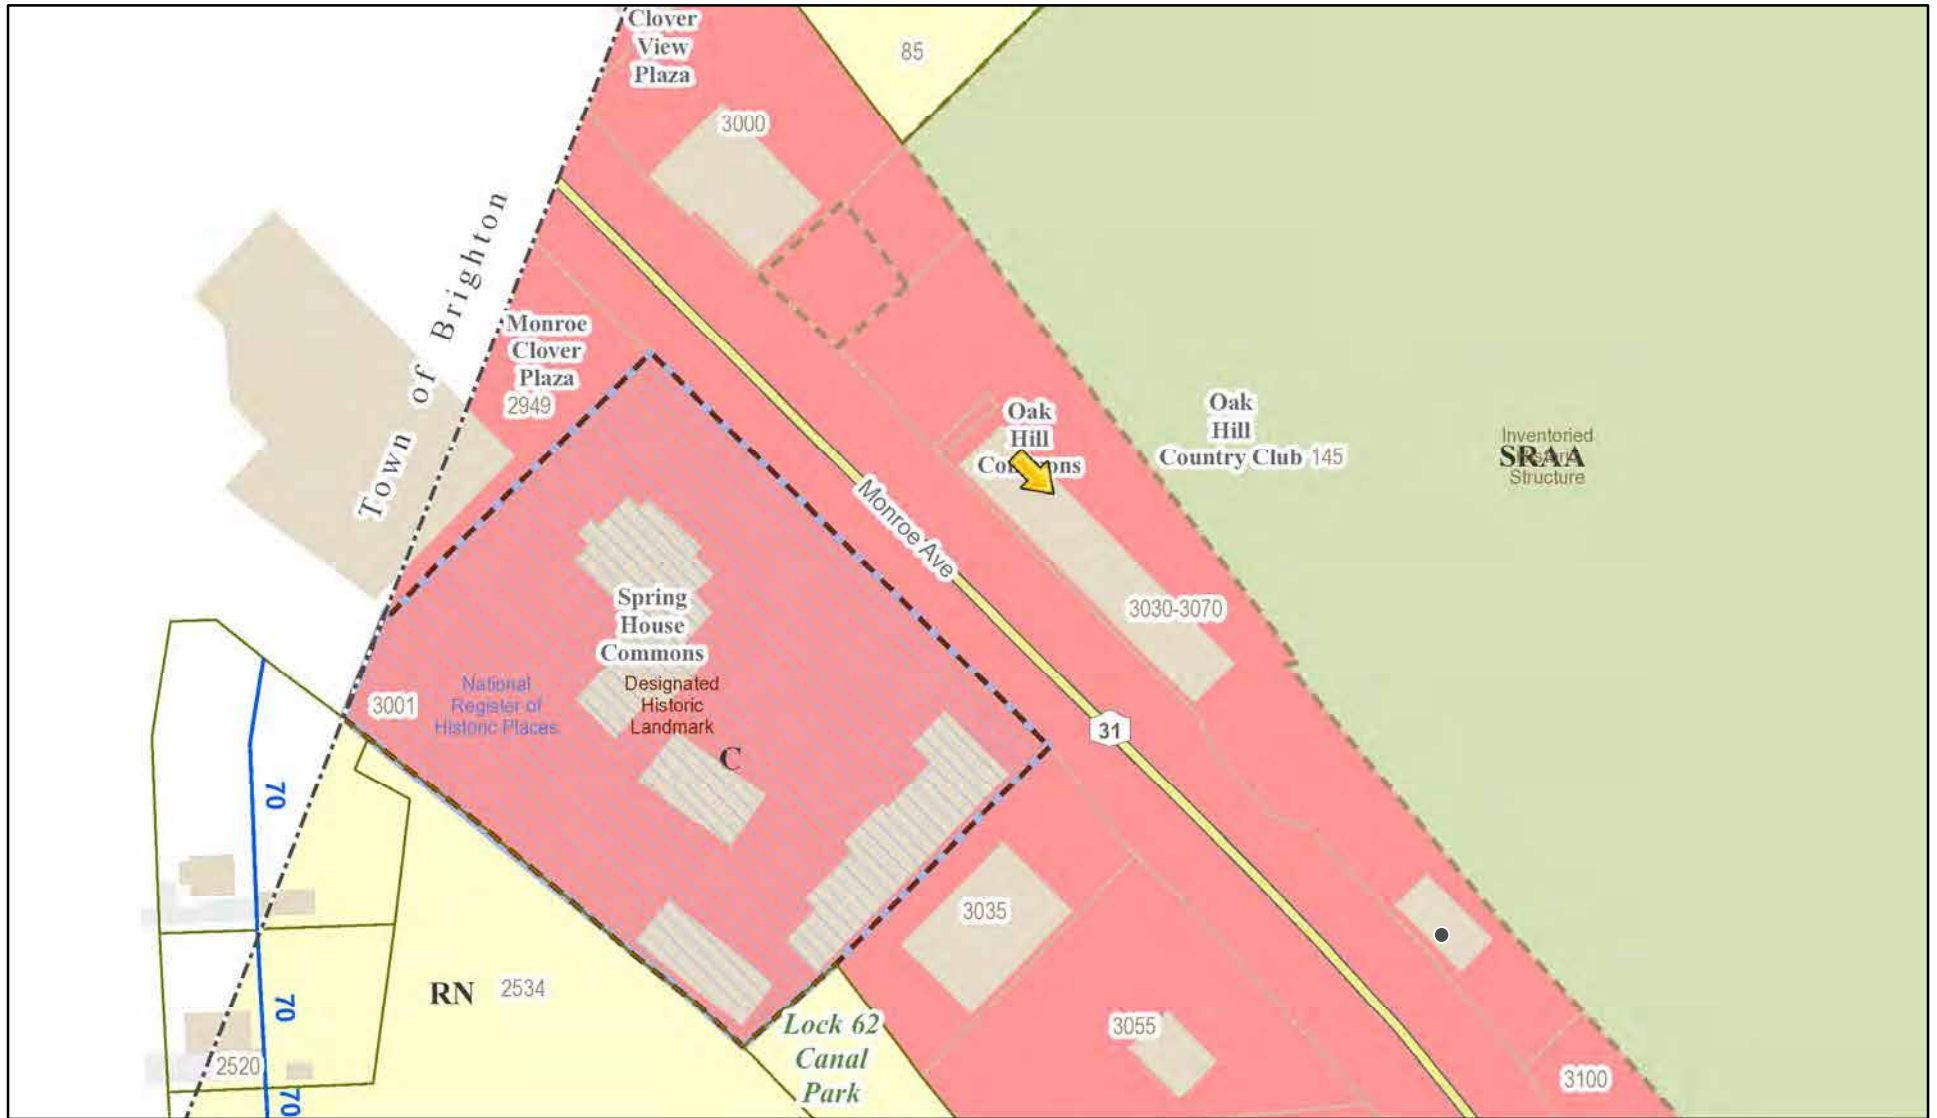 Clover
View
Plaza
85
3000
Town of Brighton
Monroe
Clover
Plaza
2949
Oak
Hill
Oak
Hill
Country Club 145
Inventoried
Structure
SRAA
Monroe Ave
Spring
House
Commons
3030-3070
National
Register of
Historic Places
Designated
Historic
Landmark
3001
31
C
70
3035
RN 2534
70
Lock 62
Canal
Park
3055
2520
3100
70